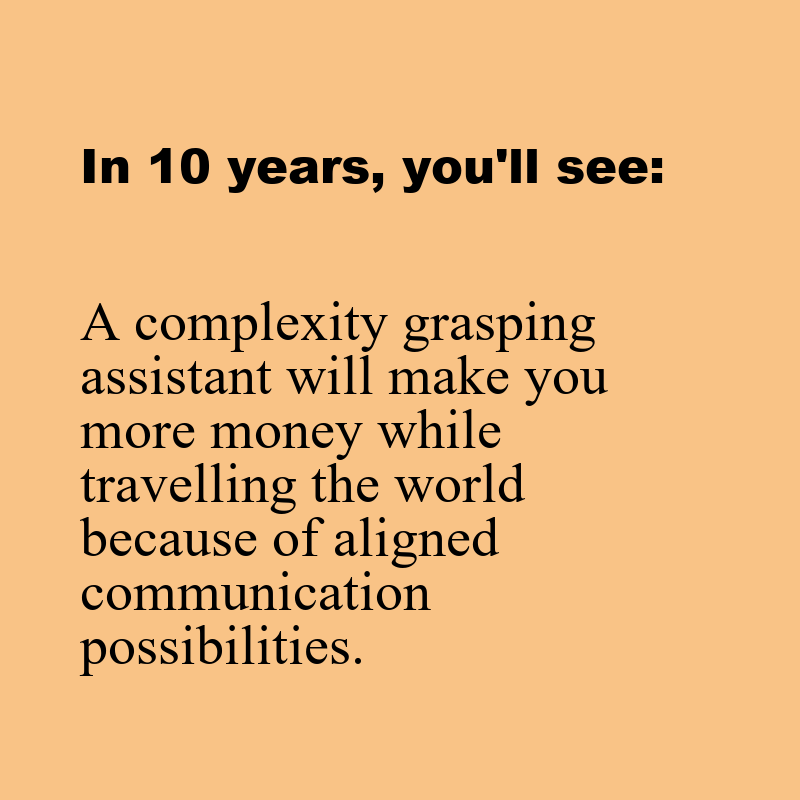 In 10 years, you'll see:
A complexity grasping
assistant will make you
more money while
travelling the world
because of aligned
communication
possibilities.